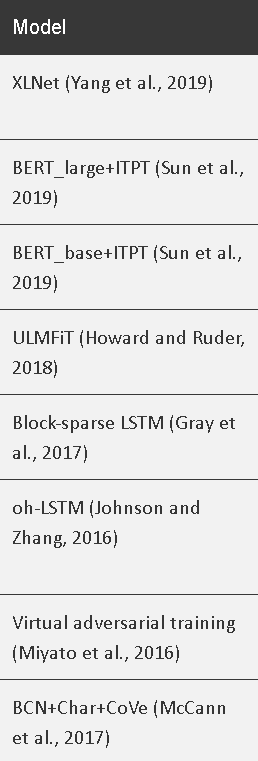 Model
XLNet (Yang et al., 2019)
BERT_large+ITPT (Sun et al.,
2019)
BERT_base+ITPT (Sun et al.,
2019)
ULMFiT (Howard and Ruder,
2018)
Block-sparse LSTM (Gray et
al., 2017)
oh-LSTM (Johnson and
Zhang, 2016)
Virtual adversarial training
(Miyato et al., 2016)
BCN+Char+CoVe (McCann
et al., 2017)